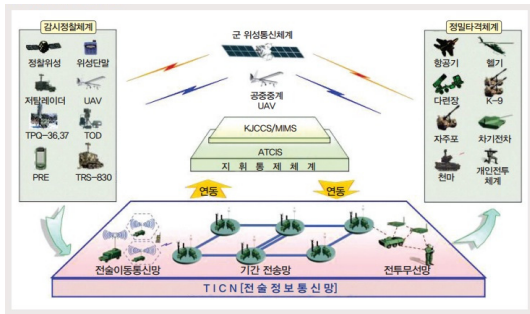 감시정찰체계
정찰위성 위성단말
저탐레이더 UAV
TPQ-36,37 TOD
PRE TRS-830
군 위성통신체계
공중중계
UAV
KJCCS/MIMS
ATCIS
지휘통제체계
연동 연동
정밀타격체계
항공기 헬기
다련장 K-9
자주포 차기전차
천마 개인전투
체계
전술이동통신망 기간 전송망 전투무선망
TICN [전술정보통신망]